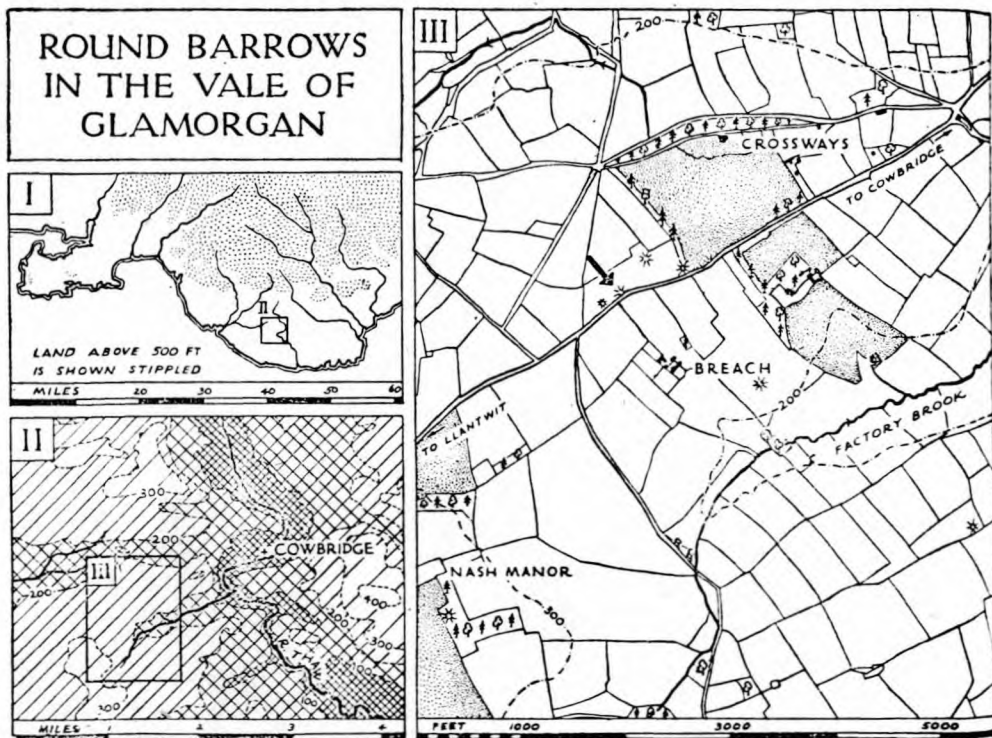 ROUND BARROWS
IN THE VALE OF
GLAMORGAN
I
II
LAND ABOVE 500 FT
IS SHOWN STIPPLED
MILES 20 30 40 50 60
II
300
200
COWBRIDGE
III
200
200
400
300
300
R. THAW
100
MILES 1 2 3 4
III
200
CROSSWAYS
TO COWBRIDGE
BREACH
200
TO LLANTWIT
FACTORY BROOK
NASH MANOR
300
FEET 1000 3000 5000